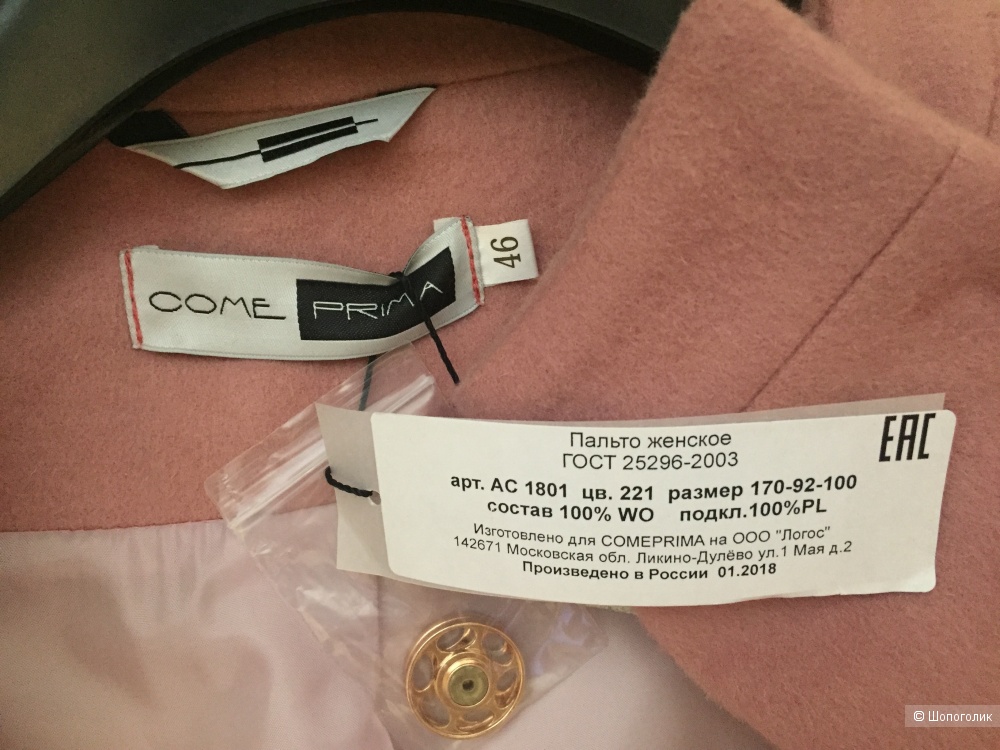 COME PRIMA
46
EAC
Пальто женское
ГОСТ 25296-2003
арт. АС 1801 цв. 221 размер 170-92-100
состав 100% WO подкл.100%PL
Изготовлено для COMEPRIMA на ООО "Логос"
142671 Московская обл. Ликино-Дулёво ул.1 Мая д.2
Произведено в России 01.2018
© Шопоголик